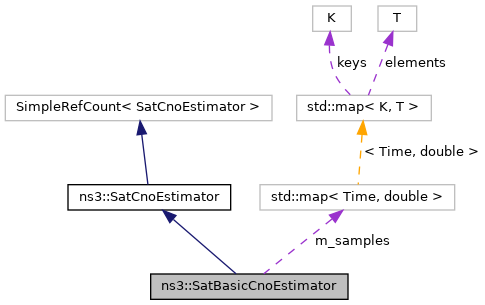 K
T
keys
elements
SimpleRefCount< SatCnoEstimator >
std::map< K, T >
< Time, double >
ns3::SatCnoEstimator
std::map< Time, double >
m_samples
ns3::SatBasicCnoEstimator